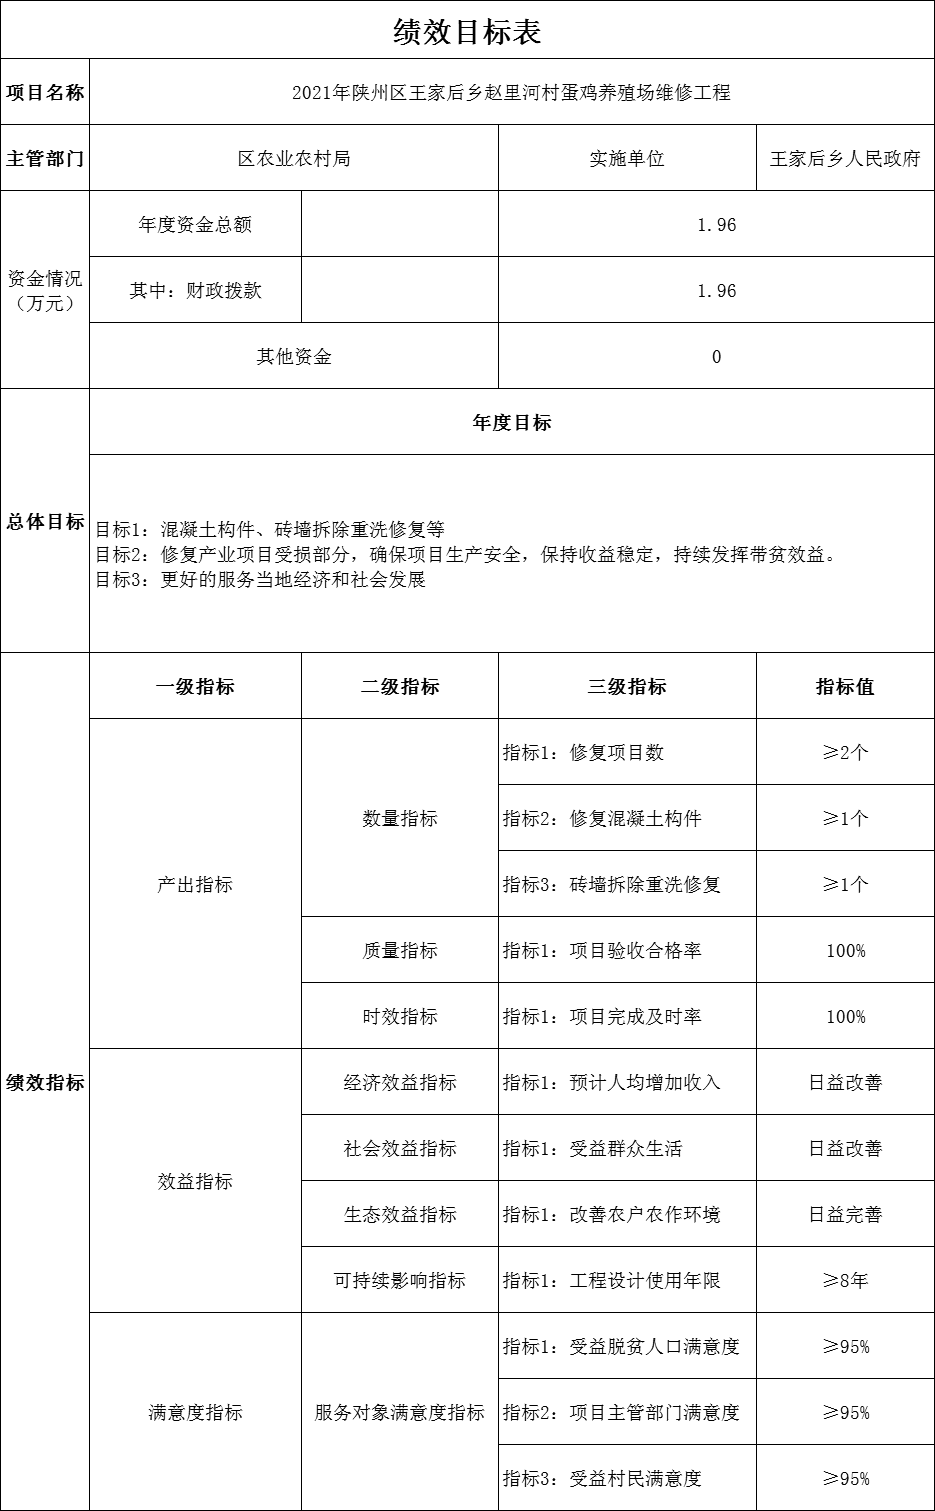 绩效目标表
项目名称 2021年陕州区王家后乡赵里河村蛋鸡养殖场维修工程
主管部门 区农业农村局 实施单位 王家后乡人民政府
资金情况
（万元）
年度资金总额 1.96
其中：财政拨款 1.96
其他资金 0
总体目标
年度目标
目标1：混凝土构件、砖墙拆除重洗修复等
目标2：修复产业项目受损部分，确保项目生产安全，保持收益稳定，持续发挥带贫效益。
目标3：更好的服务当地经济和社会发展
绩效指标
一级指标 二级指标 三级指标 指标值
产出指标 数量指标 指标1：修复项目数 ≥2个
指标2：修复混凝土构件 ≥1个
指标3：砖墙拆除重洗修复 ≥1个
质量指标 指标1：项目验收合格率 100%
时效指标 指标1：项目完成及时率 100%
效益指标 经济效益指标 指标1：预计人均增加收入 日益改善
社会效益指标 指标1：受益群众生活 日益改善
生态效益指标 指标1：改善农户农作环境 日益完善
可持续影响指标 指标1：工程设计使用年限 ≥8年
满意度指标 服务对象满意度指标 指标1：受益脱贫人口满意度 ≥95%
指标2：项目主管部门满意度 ≥95%
指标3：受益村民满意度 ≥95%